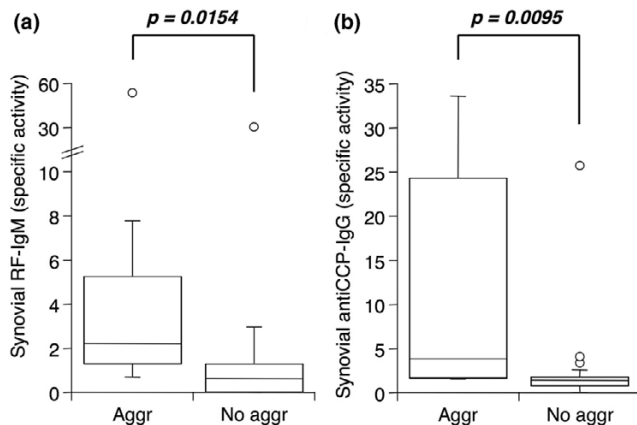 (a)
p = 0.0154
Synovial RF-IgM (specific activity)
60
30
10
8
6
4
2
0
Aggr
No aggr
(b)
p = 0.0095
Synovial antiCCP-IgG (specific activity)
35
30
25
20
15
10
5
0
Aggr
No aggr